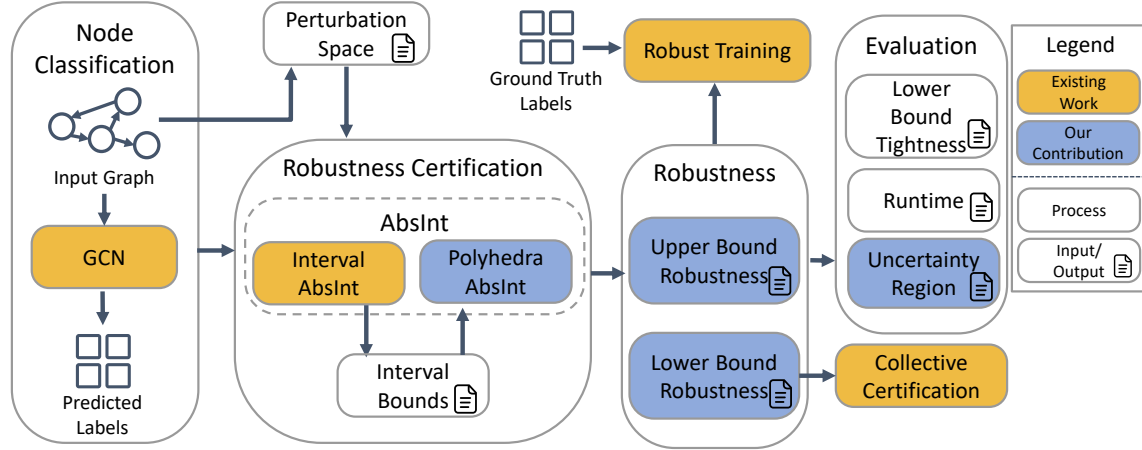 Node
Classification
Input Graph
GCN
Predicted
Labels
Perturbation
Space
Robustness Certification
AbsInt
Interval
AbsInt
Polyhedra
AbsInt
Interval
Bounds
Ground Truth
Labels
Robust Training
Robustness
Upper Bound
Robustness
Lower Bound
Robustness
Evaluation
Lower
Bound
Tightness
Runtime
Uncertainty
Region
Collective
Certification
Legend
Existing
Work
Our
Contribution
Process
Input/
Output